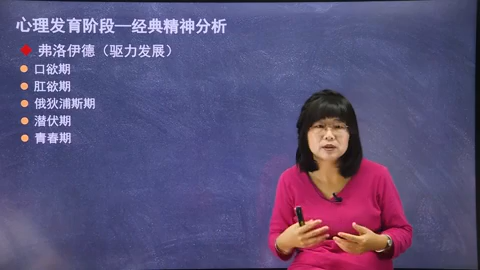 心理发育阶段—经典精神分析
弗洛伊德（驱力发展）
口欲期
肛欲期
俄狄浦斯期
潜伏期
青春期